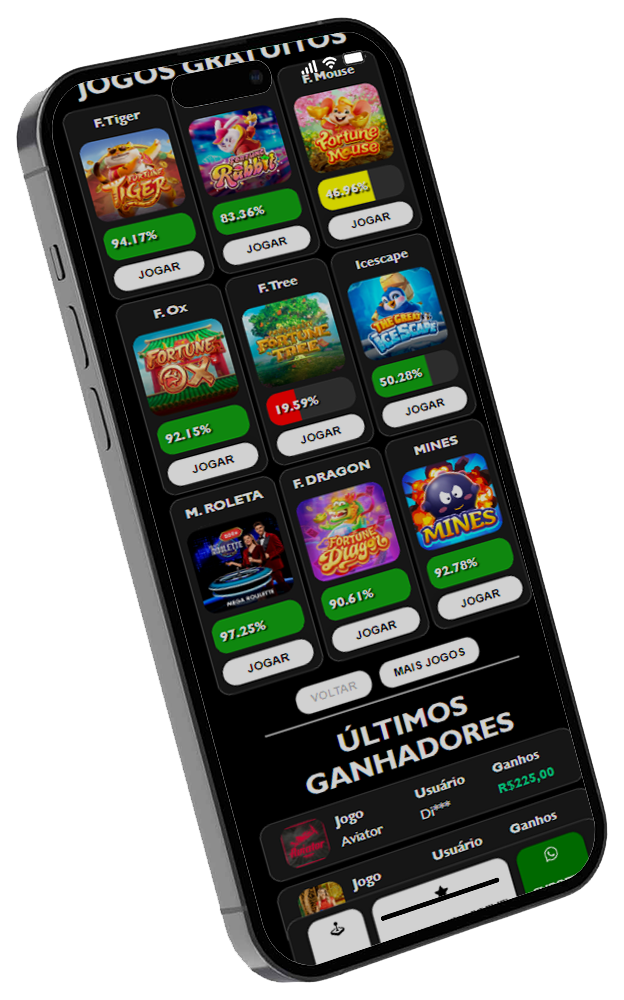 JOGOS GRATUITOS
F. Tiger
F. Mouse
FORTUNE
TIGER
FORTUNE
Rabbit
Fortune
Mouse
94.17%
83.36%
46.96%
JOGAR
JOGAR
JOGAR
F. Ox
F. Tree
Icescape
FORTUNE
OX
FORTUNE
TREE
THE GREAT
ICESCAPE
92.15%
19.59%
50.28%
JOGAR
JOGAR
JOGAR
M. ROLETA
F. DRAGON
MINES
ROULETTE
MEGA ROULETTE
FORTUNE
Dragon
MINES
97.25%
90.61%
92.78%
JOGAR
JOGAR
JOGAR
VOLTAR
MAIS JOGOS
ÚLTIMOS
GANHADORES
Jogo
Usuário
Ganhos
Aviator
Di***
R$225,00
Jogo
Usuário
Ganhos